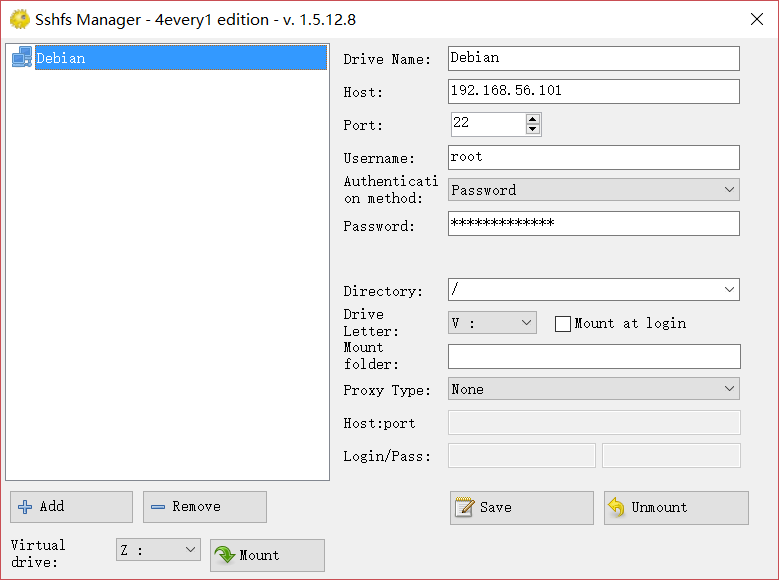 Sshfs Manager - 4every1 edition - v. 1.5.12.8
Debian
Drive Name: Debian
Host: 192.168.56.101
Port: 22
Username: root
Authenticati
on method: Password
Password: *************
Directory: /
Drive
Letter: V : Mount at login
Mount
folder:
Proxy Type: None
Host:port
Login/Pass:
Add Remove Save Unmount
Virtual
drive: Z : Mount